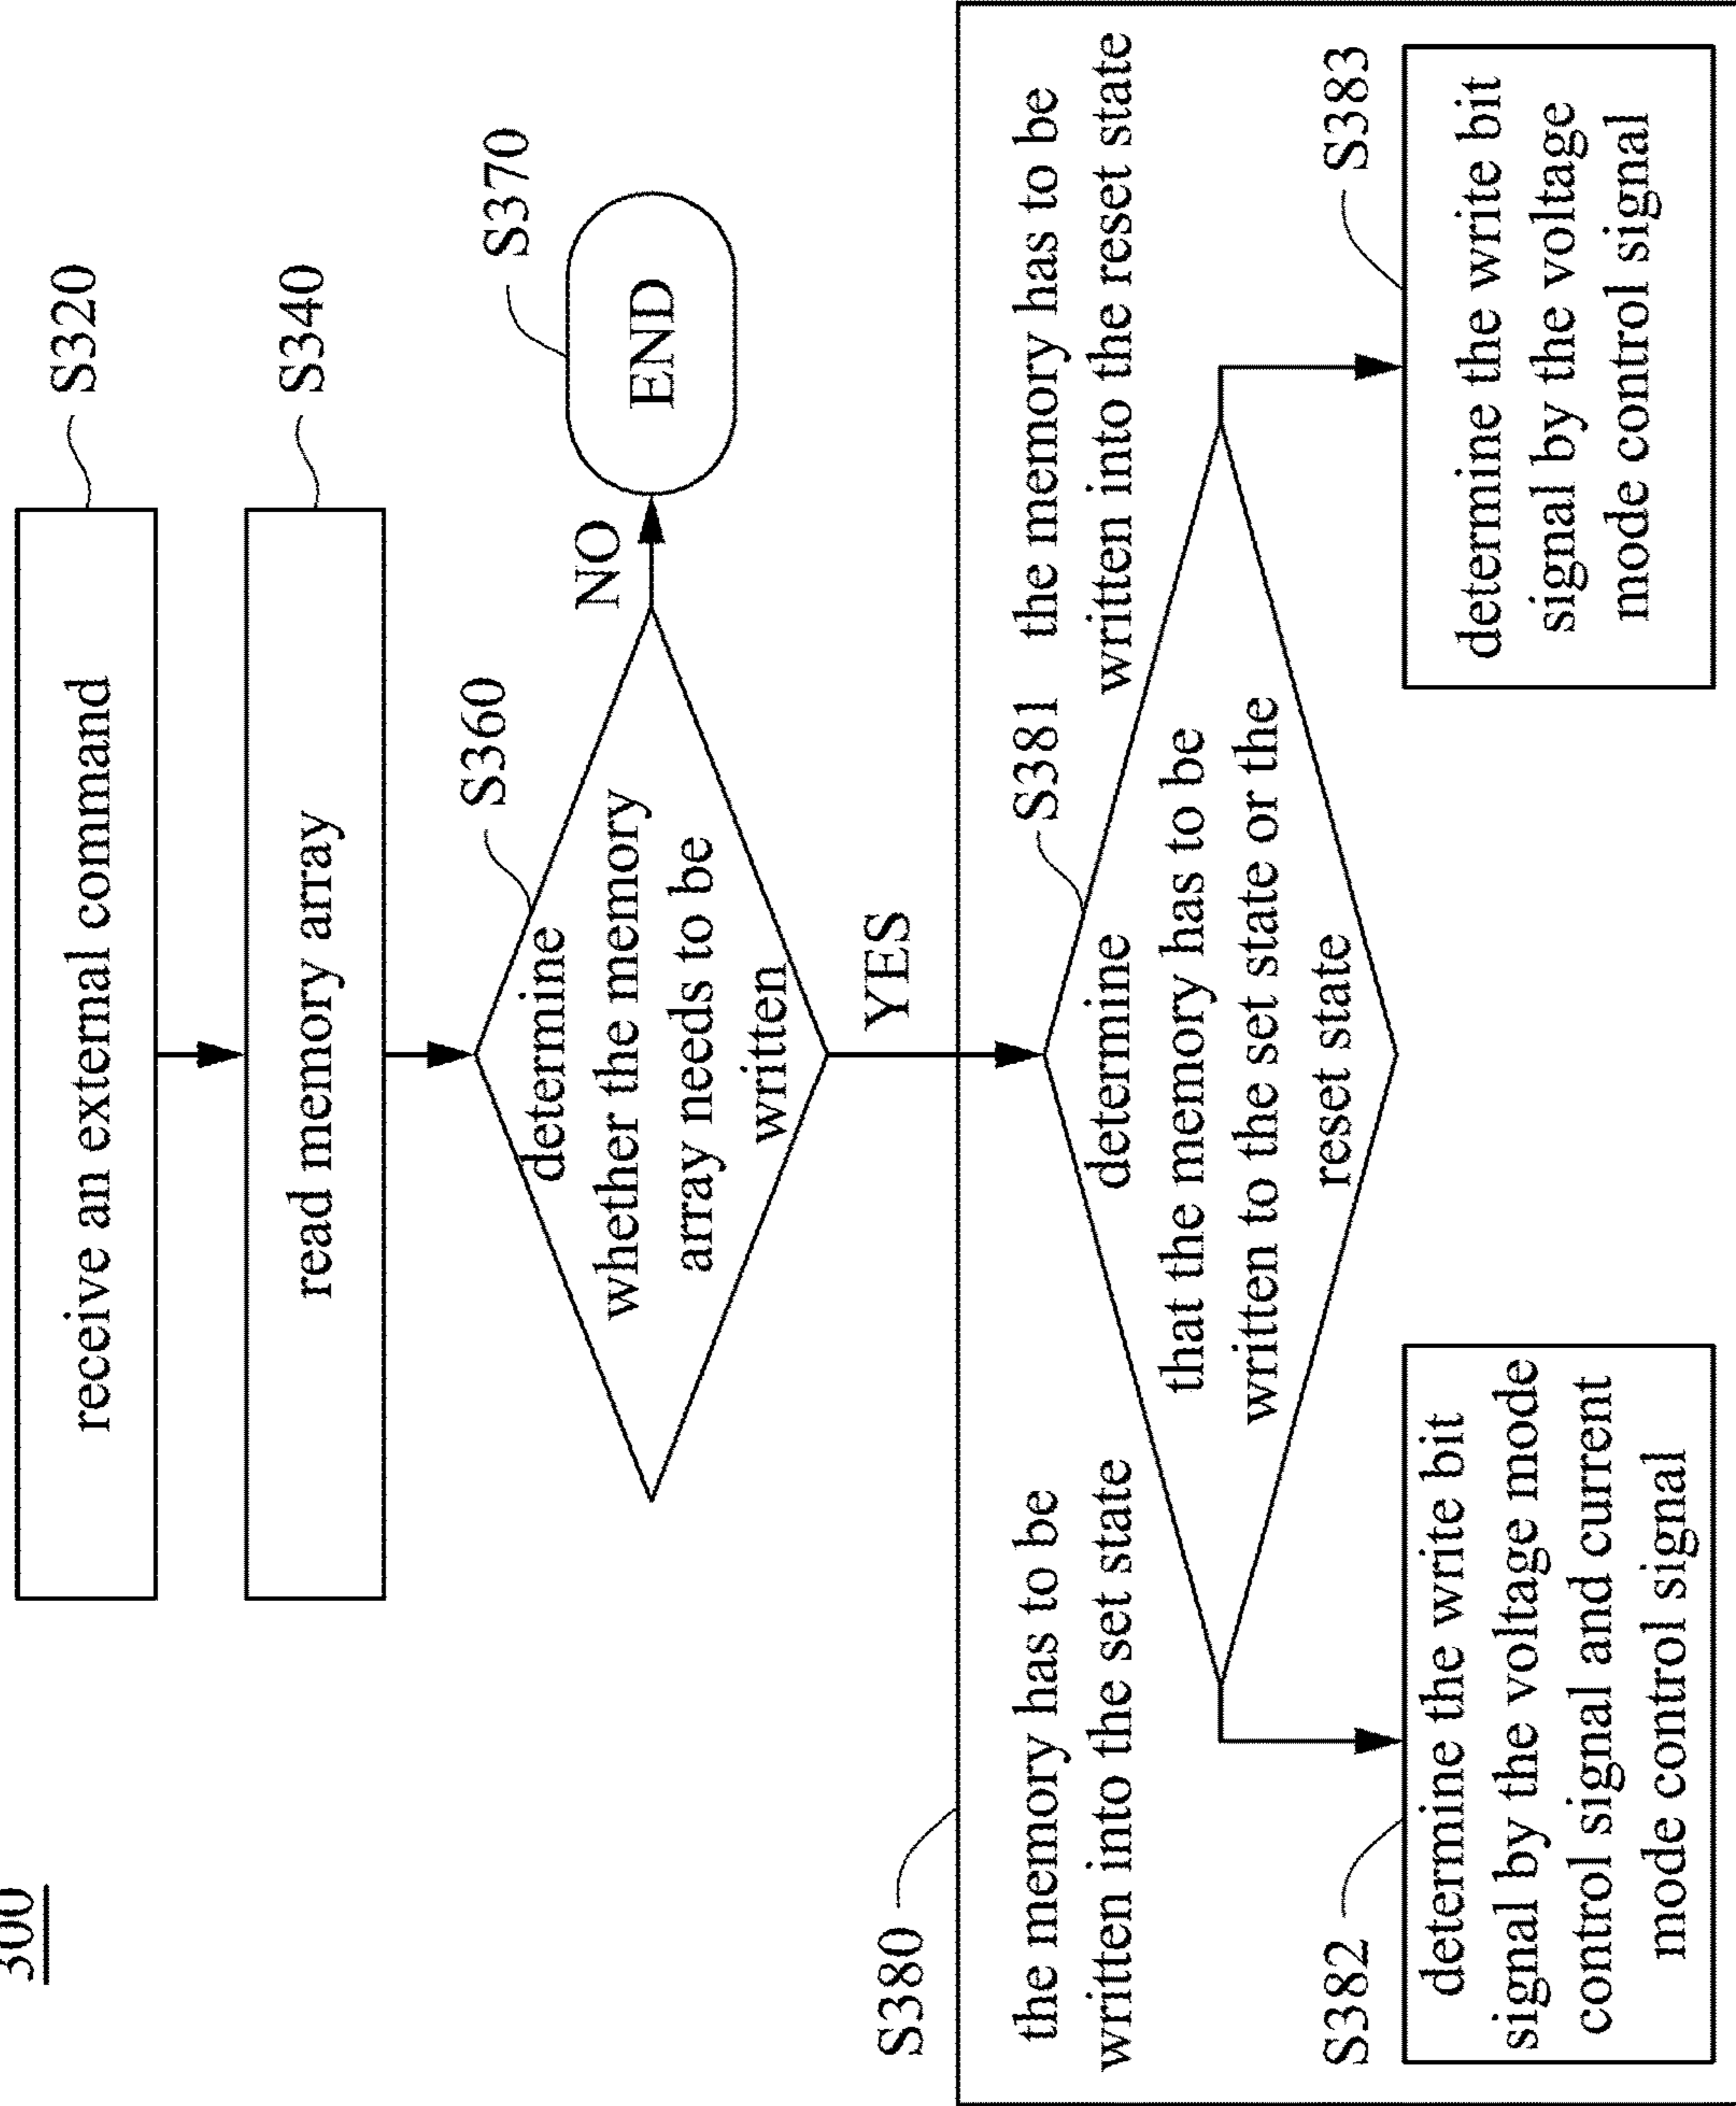 300
receive an external command
S320
read memory array
S340
determine
whether the memory
array needs to be
written
S360
NO
END
S370
YES
S380
the memory has to be
written into the set state
determine
that the memory has to be
written to the set state or the
reset state
S381
the memory has to be
written into the reset state
S382
determine the write bit
signal by the voltage mode
control signal and current
mode control signal
S383
determine the write bit
signal by the voltage
mode control signal